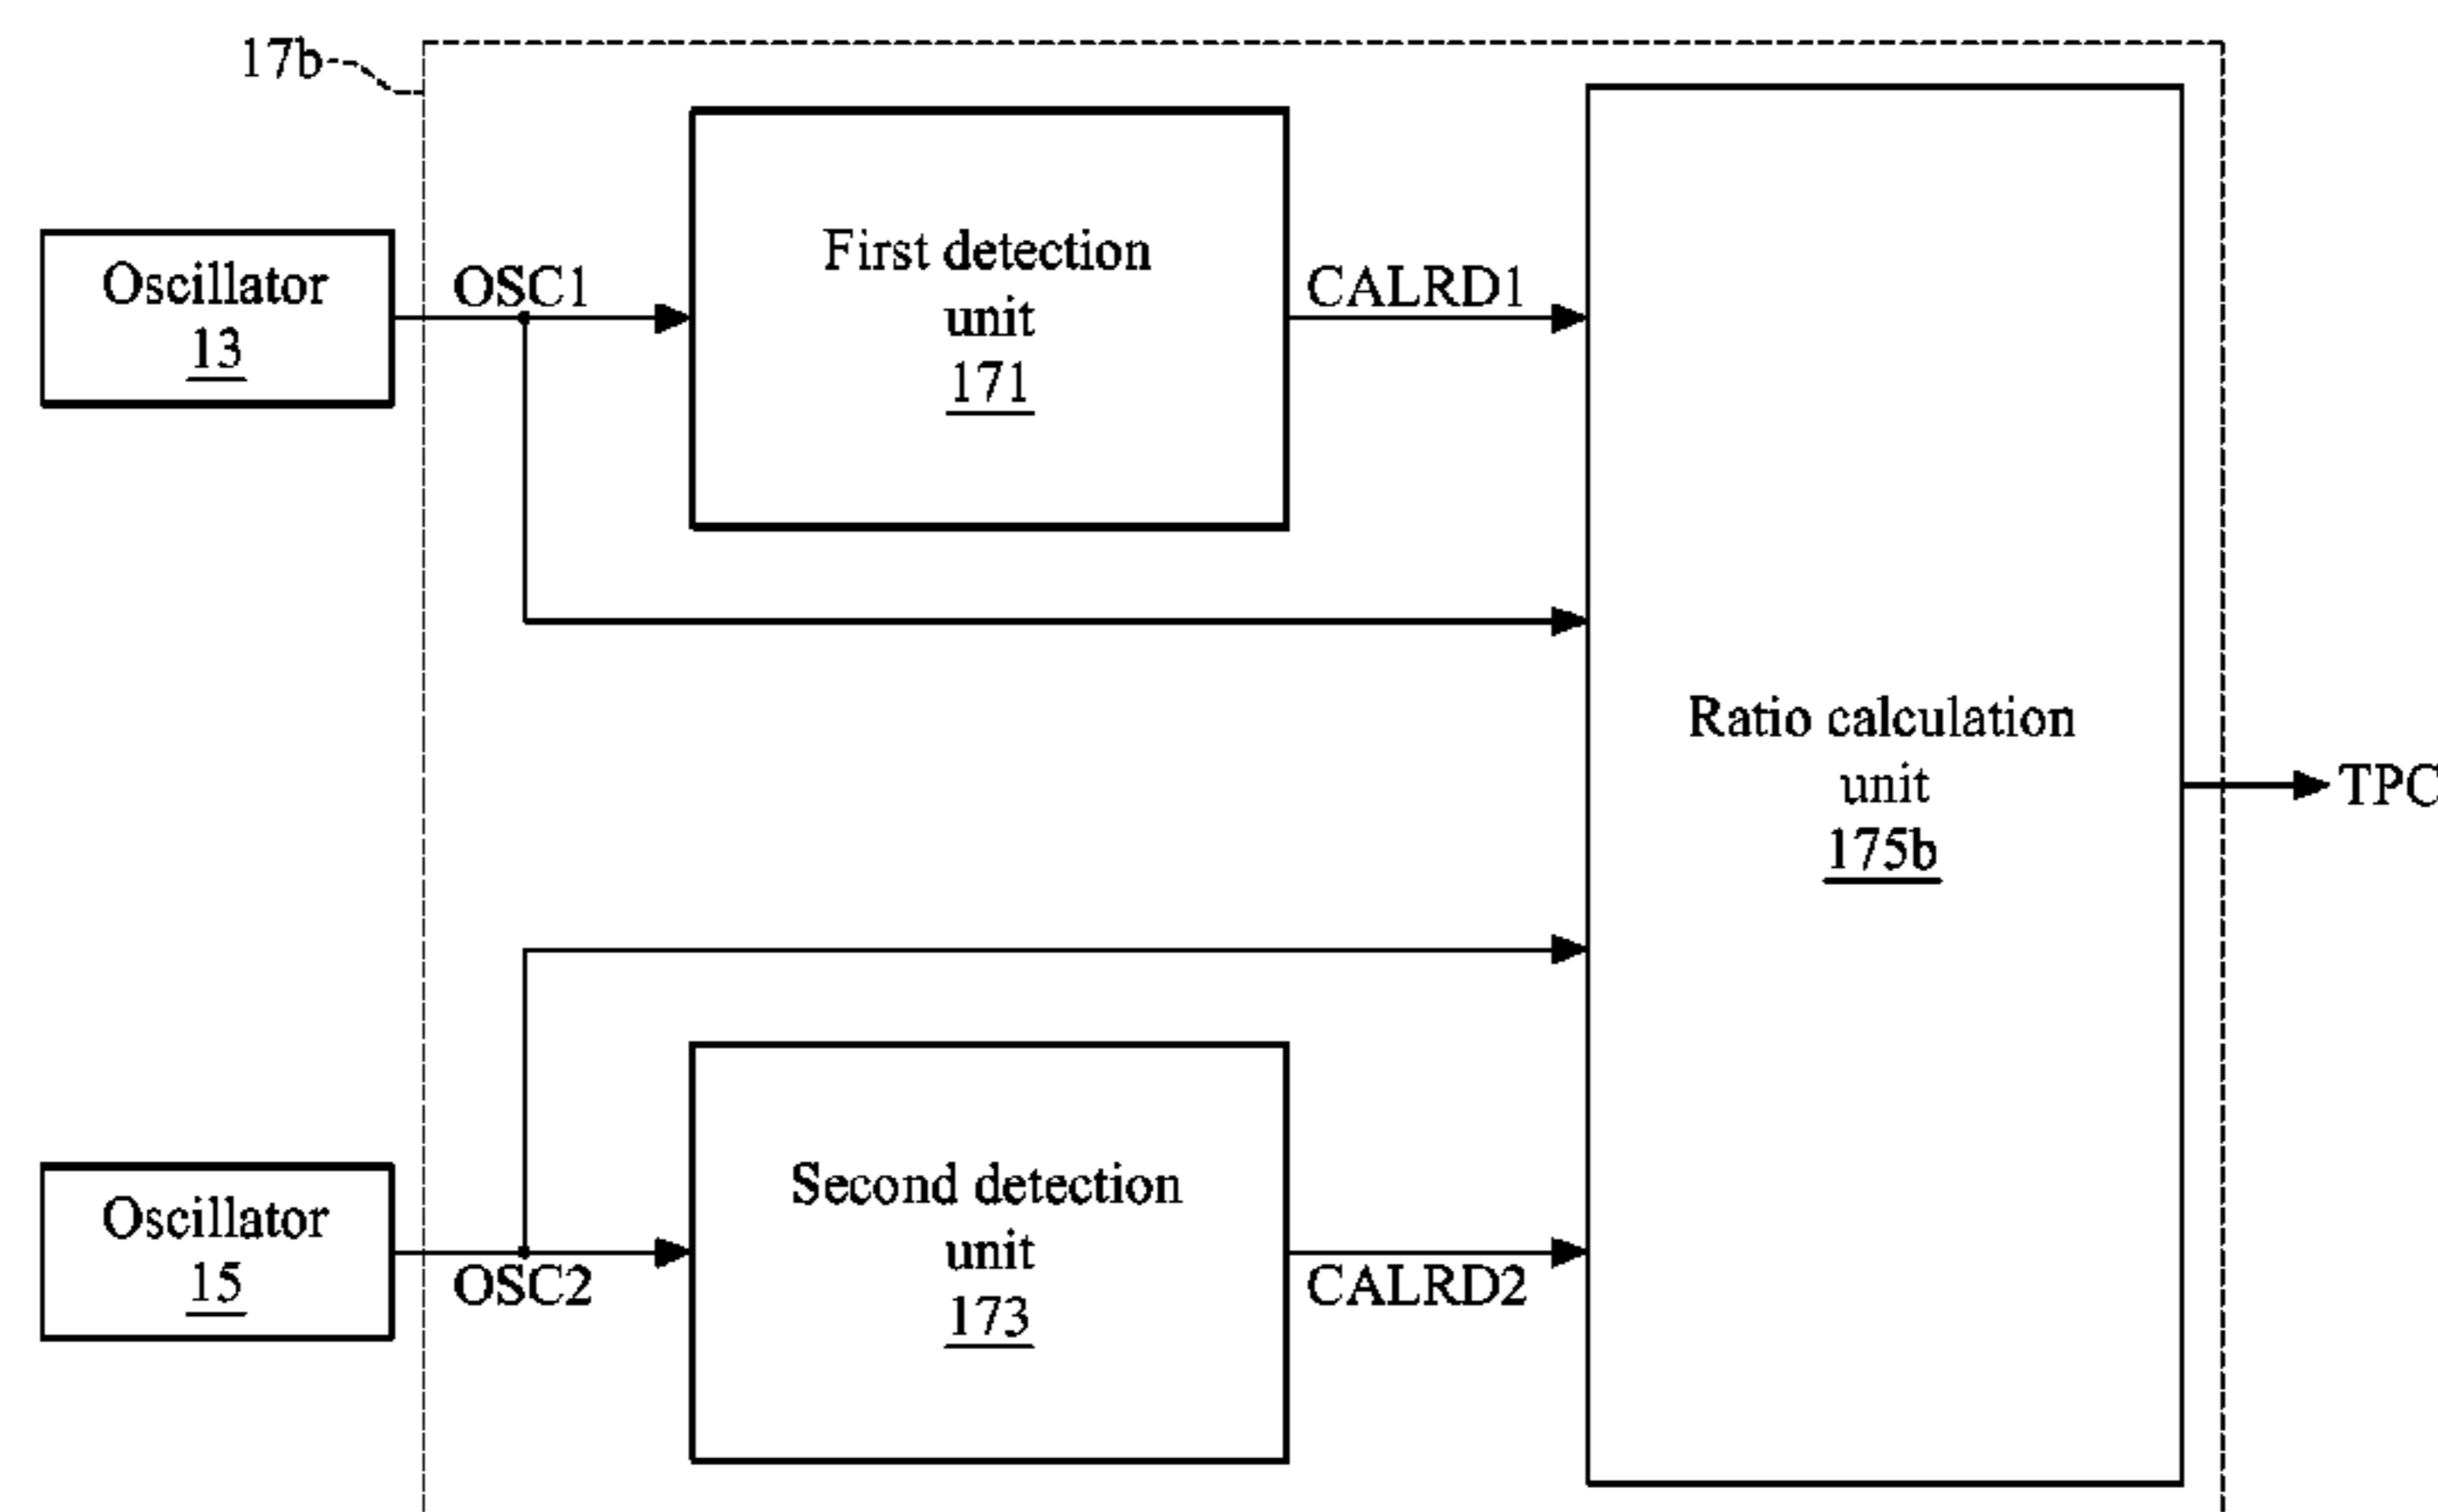 17b
Oscillator
13
OSC1
First detection
unit
171
CALRD1
Ratio calculation
unit
175b
TPC
Oscillator
15
OSC2
Second detection
unit
173
CALRD2